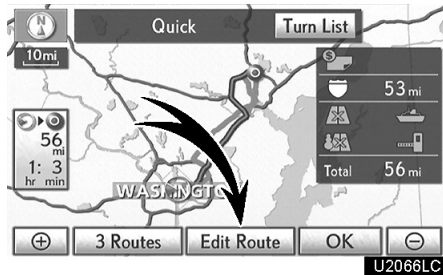 Quick
Turn List
10mi
53 mi
56 mi
1: 3
hr min
WASHINGTO
Total 56 mi
3 Routes
Edit Route
OK
U2066LC